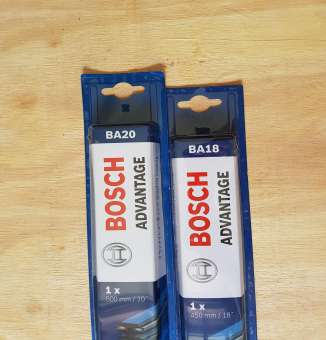 BA20
BOSCH
ADVANTAGE
1 x
500 mm / 20"
BA18
BOSCH
ADVANTAGE
1 x
450 mm / 18"